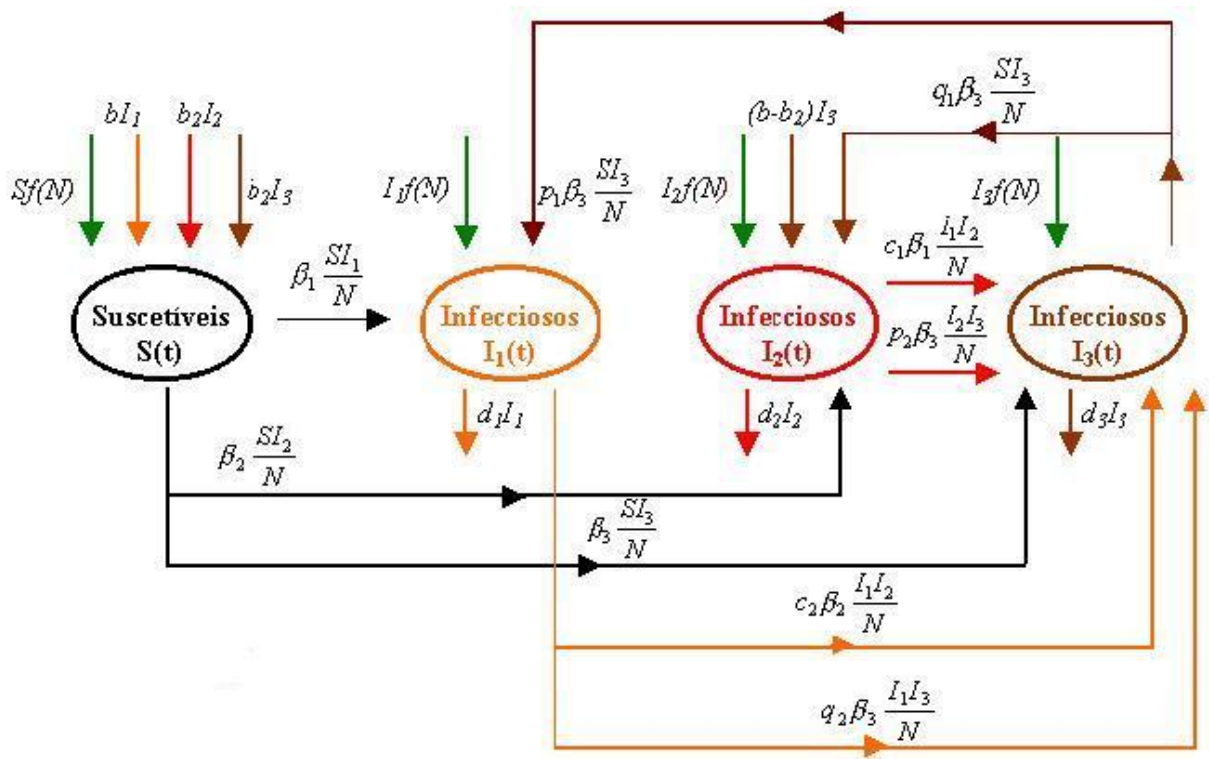 q₁β₃ SI₃/N
bI₁
b₂I₂
(b-b₂)I₃
Sf(N)
b₂I₃
I₁f(N)
p₁β₃ SI₃/N
I₂f(N)
I₃f(N)
β₁ SI₁/N
c₁β₁ I₁I₂/N
Suscetíveis
S(t)
Infecciosos
I₁(t)
Infecciosos
I₂(t)
Infecciosos
I₃(t)
p₂β₃ I₂I₃/N
d₁I₁
d₂I₂
d₃I₃
β₂ SI₂/N
β₃ SI₃/N
c₂β₂ I₁I₂/N
q₂β₃ I₁I₃/N